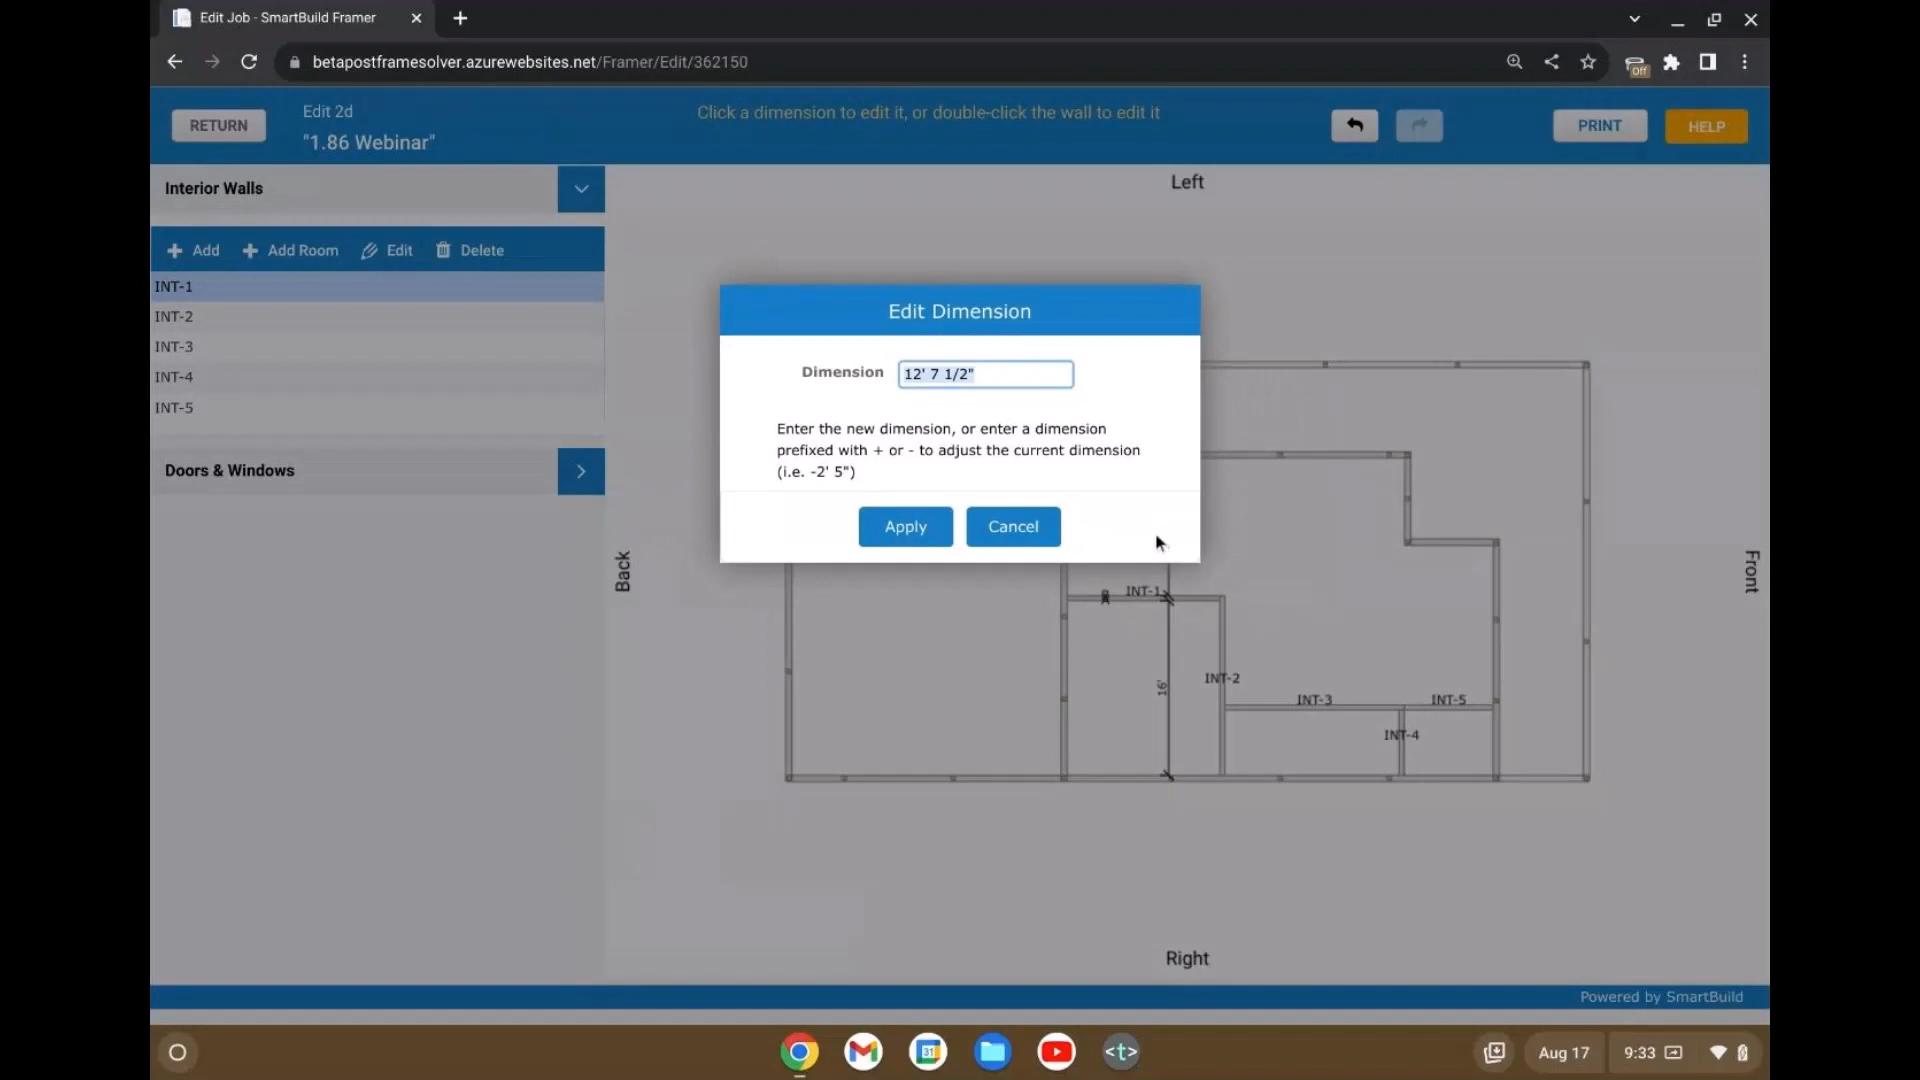 Edit Job - SmartBuild Framer
betapostframesolver.azurewebsites.net/Framer/Edit/362150
Off
RETURN
Edit 2d
"1.86 Webinar"
Click a dimension to edit it, or double-click the wall to edit it
PRINT
HELP
Interior Walls
Add
Add Room
Edit
Delete
INT-1
INT-2
INT-3
INT-4
INT-5
Doors & Windows
Left
Back
Front
Right
Edit Dimension
Dimension
12' 7 1/2"
Enter the new dimension, or enter a dimension
prefixed with + or - to adjust the current dimension
(i.e. -2' 5")
Apply
Cancel
INT-1
16'
INT-2
INT-3
INT-5
INT-4
Powered by SmartBuild
31
<t>
Aug 17
9:33